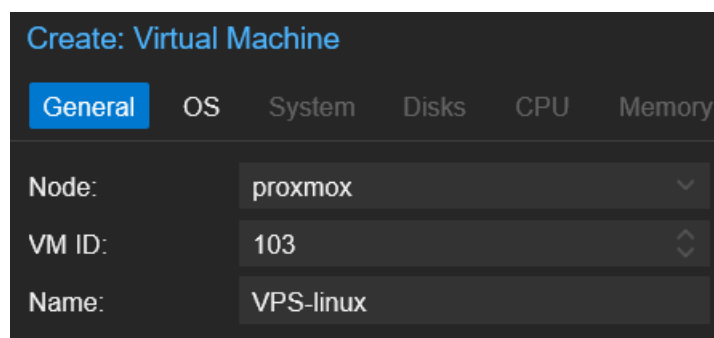 Create: Virtual Machine
General OS System Disks CPU Memory
Node: proxmox
VM ID: 103
Name: VPS-linux